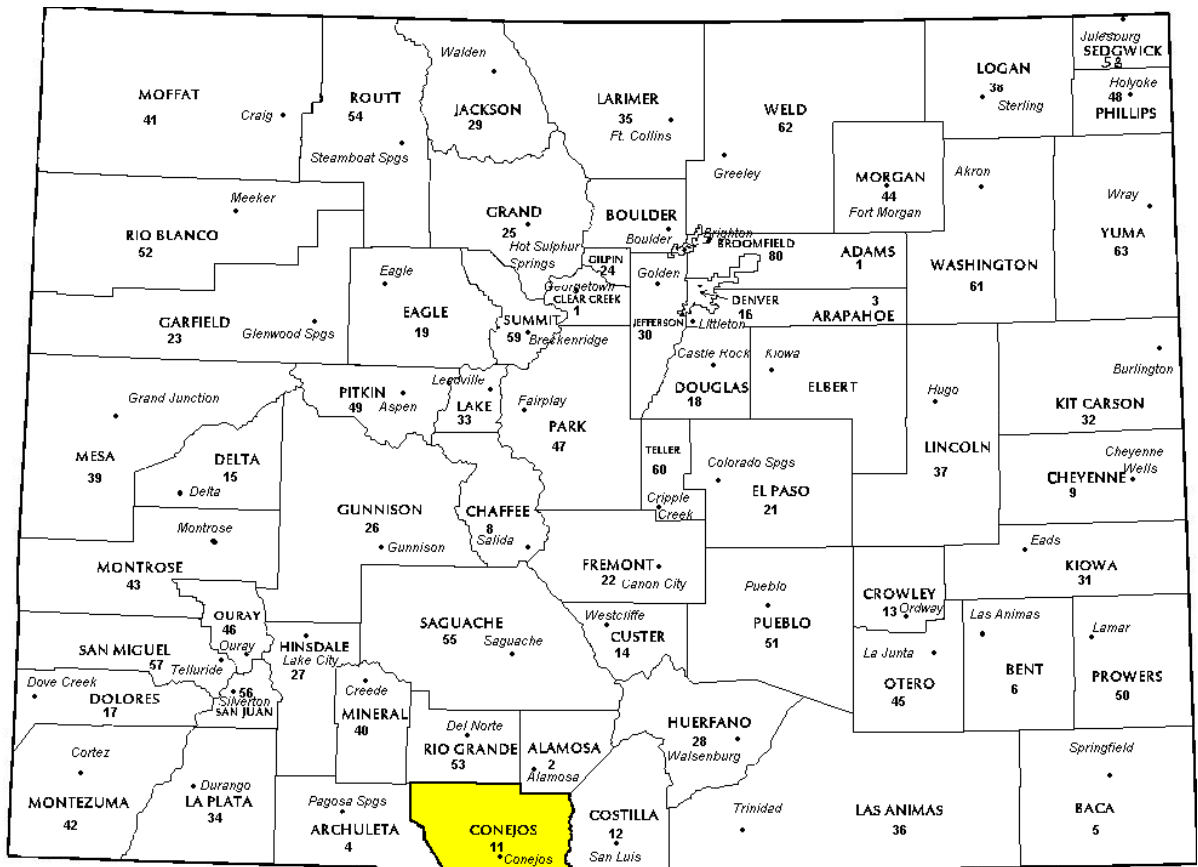 Julesburg
SEDGWICK
58
Walden
LOGAN
38
Sterling
Holyoke
48
PHILLIPS
MOFFAT
41
Craig
ROUTT
54
Steamboat Spgs
JACKSON
29
LARIMER
35
Ft. Collins
WELD
62
Greeley
MORGAN
44
Fort Morgan
Akron
WASHINGTON
61
Wray
YUMA
63
Meeker
RIO BLANCO
52
GRAND
25
Hot Sulphur
Springs
BOULDER
Boulder
Brighton
BROOMFIELD
80
ADAMS
1
GILPIN
24
Golden
Georgetown
CLEAR CREEK
1
DENVER
16
3
ARAPAHOE
Eagle
EAGLE
19
SUMMIT
59
Breckenridge
JEFFERSON
30
Littleton
GARFIELD
23
Glenwood Spgs
Castle Rock
DOUGLAS
18
Kiowa
ELBERT
Hugo
LINCOLN
37
Burlington
KIT CARSON
32
Grand Junction
MESA
39
PITKIN
49
Aspen
Leadville
LAKE
33
Fairplay
PARK
47
TELLER
60
Cripple
Creek
Colorado Spgs
EL PASO
21
Cheyenne
Wells
CHEYENNE
9
DELTA
15
Delta
GUNNISON
26
Gunnison
CHAFFEE
8
Salida
Montrose
MONTROSE
43
FREMONT
22
Canon City
Pueblo
PUEBLO
51
CROWLEY
13
Ordway
Eads
KIOWA
31
OURAY
46
Ouray
HINSDALE
Lake City
27
SAGUACHE
55
Saguache
Westcliffe
CUSTER
14
La Junta
OTERO
45
Las Animas
BENT
6
Lamar
PROWERS
50
SAN MIGUEL
57
Telluride
Dove Creek
DOLORES
17
56
Silverton
SAN JUAN
Creede
MINERAL
40
Del Norte
RIO GRANDE
53
ALAMOSA
2
Alamosa
HUERFANO
28
Walsenburg
Cortez
MONTEZUMA
42
Durango
LA PLATA
34
Pagosa Spgs
ARCHULETA
4
CONEJOS
11
Conejos
COSTILLA
12
San Luis
Trinidad
LAS ANIMAS
36
Springfield
BACA
5